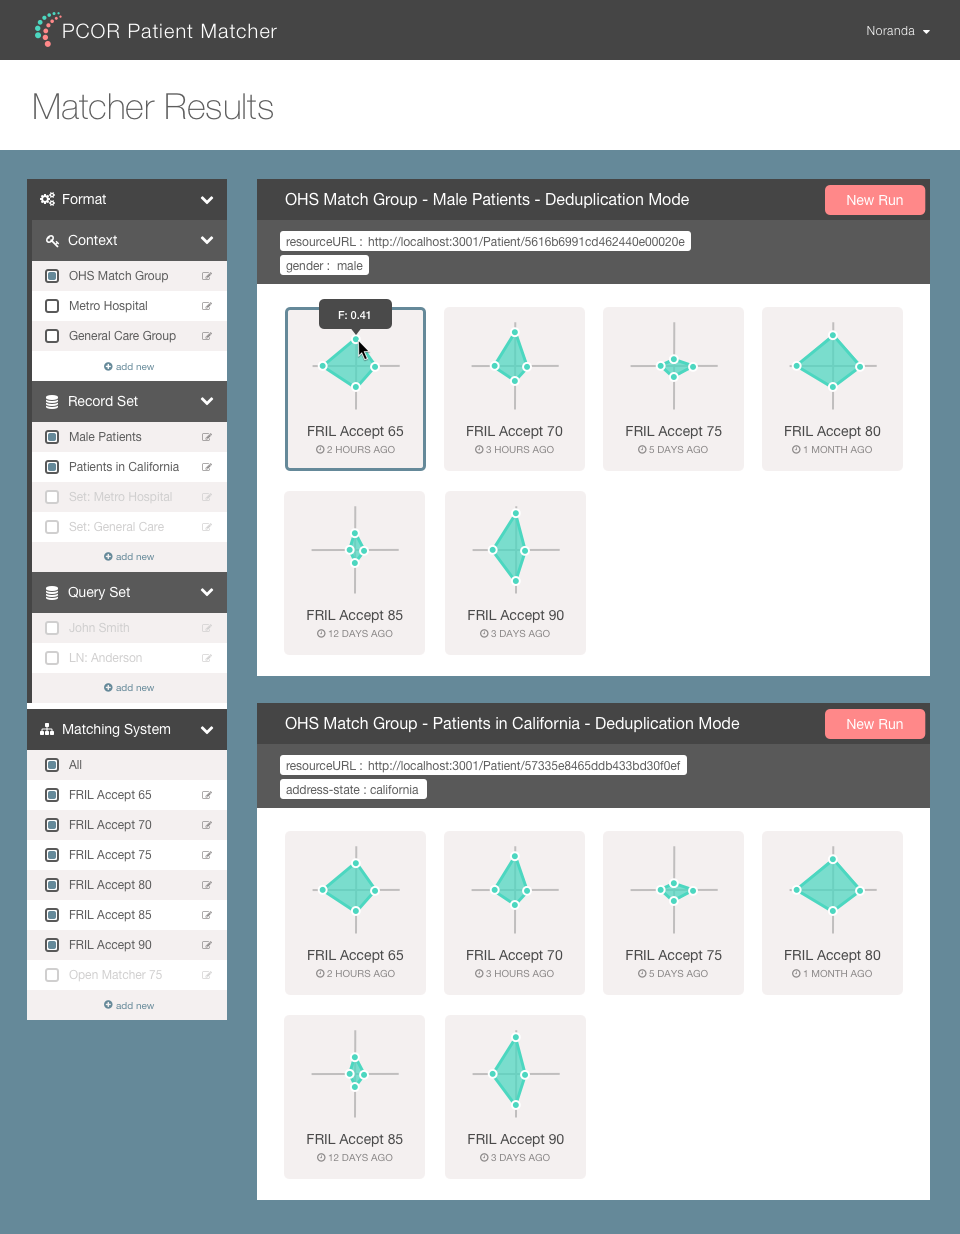 PCOR Patient Matcher
Noranda
Matcher Results
Format
Context
OHS Match Group
Metro Hospital
General Care Group
add new
Record Set
Male Patients
Patients in California
Set: Metro Hospital
Set: General Care
add new
Query Set
John Smith
LN: Anderson
add new
Matching System
All
FRIL Accept 65
FRIL Accept 70
FRIL Accept 75
FRIL Accept 80
FRIL Accept 85
FRIL Accept 90
Open Matcher 75
add new
OHS Match Group - Male Patients - Deduplication Mode
New Run
resourceURL : http://localhost:3001/Patient/5616b6991cd462440e00020e
gender : male
F: 0.41
FRIL Accept 65
2 HOURS AGO
FRIL Accept 70
3 HOURS AGO
FRIL Accept 75
5 DAYS AGO
FRIL Accept 80
1 MONTH AGO
FRIL Accept 85
12 DAYS AGO
FRIL Accept 90
3 DAYS AGO
OHS Match Group - Patients in California - Deduplication Mode
New Run
resourceURL : http://localhost:3001/Patient/57335e8465ddb433bd30f0ef
address-state : california
FRIL Accept 65
2 HOURS AGO
FRIL Accept 70
3 HOURS AGO
FRIL Accept 75
5 DAYS AGO
FRIL Accept 80
1 MONTH AGO
FRIL Accept 85
12 DAYS AGO
FRIL Accept 90
3 DAYS AGO